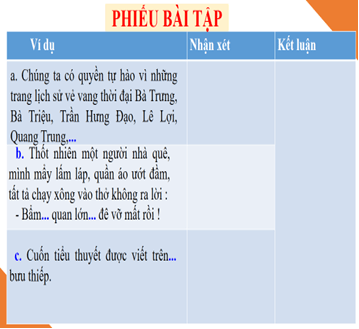 PHIẾU BÀI TẬP
Ví dụ
Nhận xét
Kết luận
a. Chúng ta có quyền tự hào vì những
trang lịch sử vẻ vang thời đại Bà Trưng,
Bà Triệu, Trần Hưng Đạo, Lê Lợi,
Quang Trung,...
b. Thốt nhiên một người nhà quê,
mình mẩy lấm láp, quần áo ướt đẫm,
tất tả chạy xông vào thở không ra lời :
- Bẩm... quan lớn... đê vỡ mất rồi !
c. Cuốn tiểu thuyết được viết trên...
bưu thiếp.